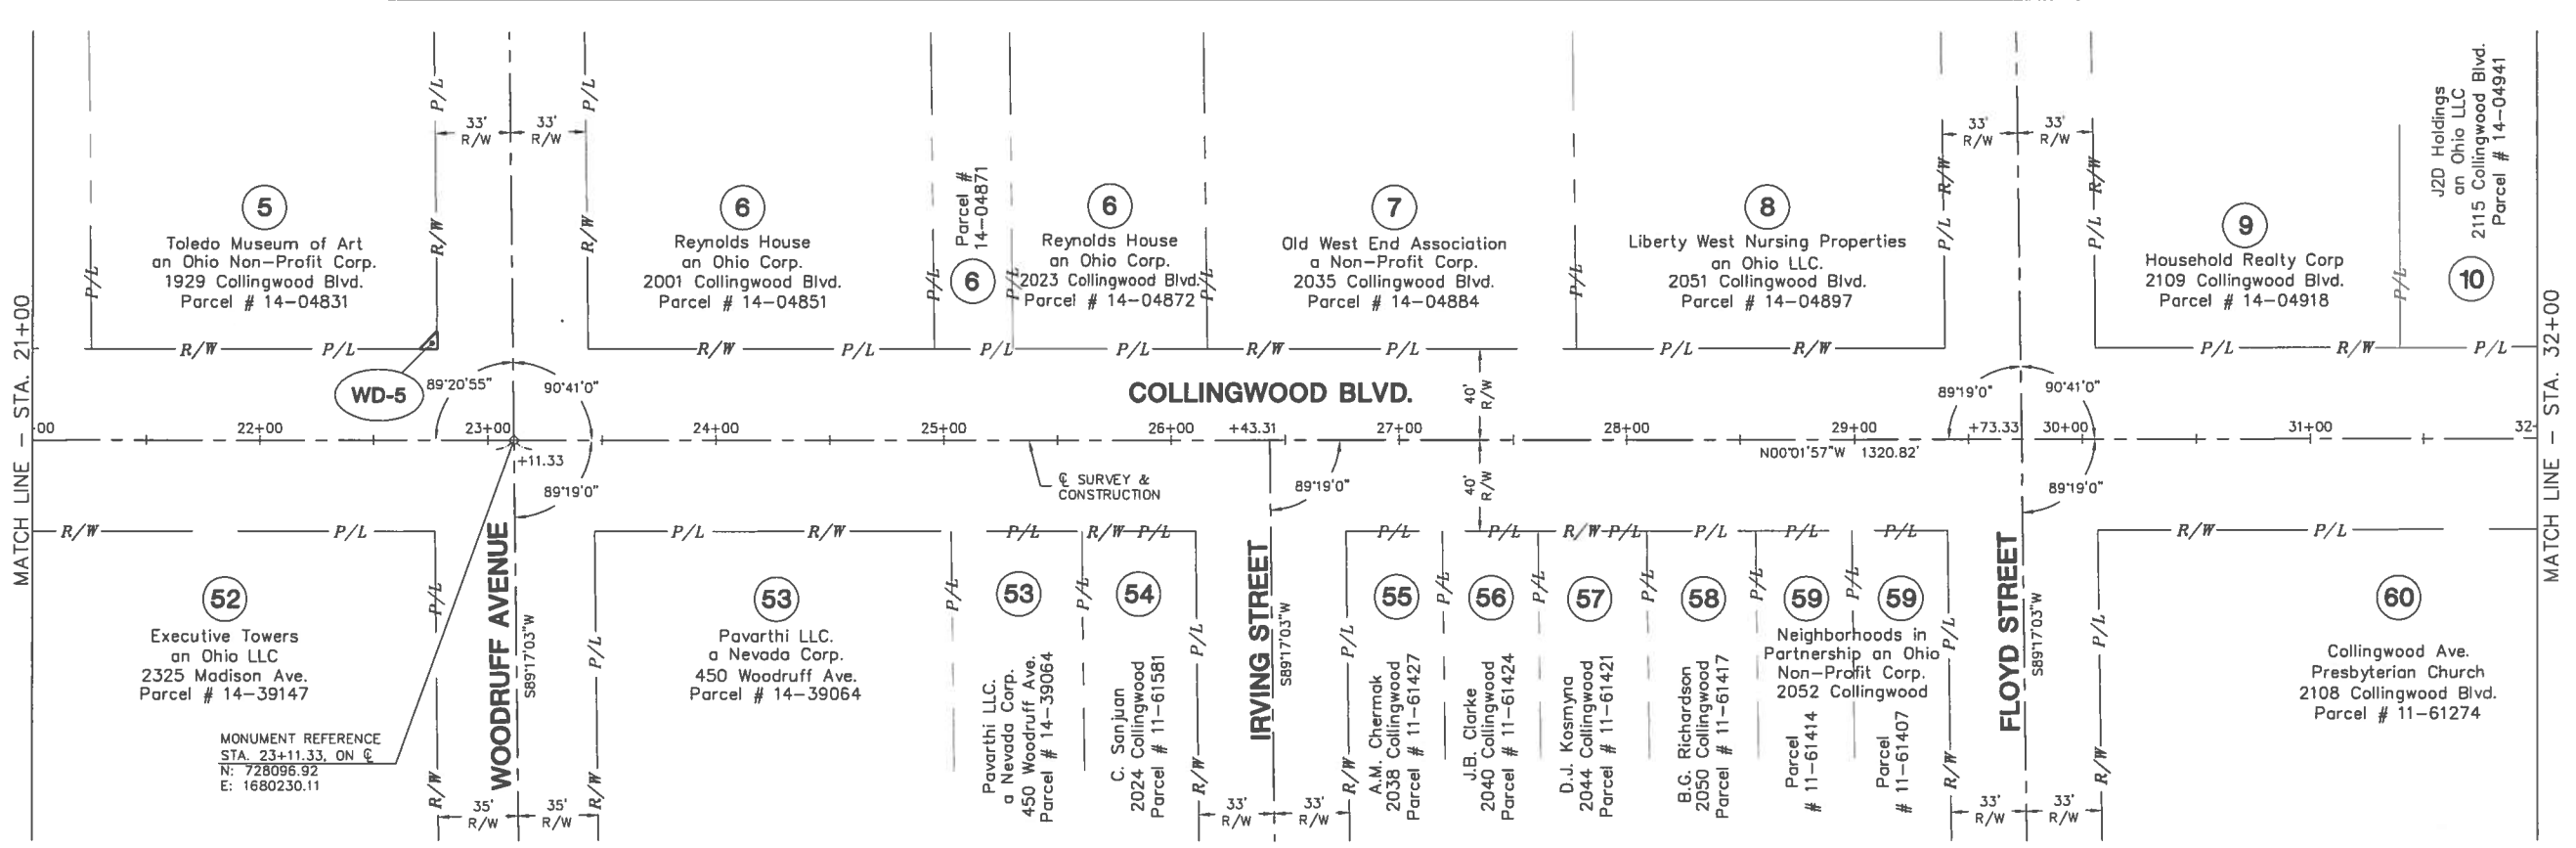 MATCH LINE - STA. 21+00
P/L
P/L
R/W
33'
R/W
33'
R/W
P/L
R/W
5
Toledo Museum of Art
an Ohio Non-Profit Corp.
1929 Collingwood Blvd.
Parcel # 14-04831
R/W
P/L
WD-5
6
Reynolds House
an Ohio Corp.
2001 Collingwood Blvd.
Parcel # 14-04851
R/W
P/L
P/L
Parcel #
14-04871
6
P/L
P/L
6
Reynolds House
an Ohio Corp.
2023 Collingwood Blvd.
Parcel # 14-04872
P/L
P/L
7
Old West End Association
a Non-Profit Corp.
2035 Collingwood Blvd.
Parcel # 14-04884
R/W
P/L
P/L
8
Liberty West Nursing Properties
an Ohio LLC.
2051 Collingwood Blvd.
Parcel # 14-04897
P/L
R/W
P/L
R/W
33'
R/W
33'
R/W
P/L
R/W
9
Household Realty Corp
2109 Collingwood Blvd.
Parcel # 14-04918
P/L
R/W
P/L
J2D Holdings
an Ohio LLC
2115 Collingwood Blvd.
Parcel # 14-04941
10
P/L
MATCH LINE - STA. 32+00
89°20'55"
90°41'0"
COLLINGWOOD BLVD.
40'
R/W
89°19'0"
90°41'0"
00
22+00
23+00
24+00
25+00
26+00
+43.31
27+00
28+00
29+00
+73.33
30+00
31+00
32
+11.33
N00°01'57"W 1320.82'
89°19'0"
℄ SURVEY &
CONSTRUCTION
89°19'0"
40'
R/W
89°19'0"
R/W
P/L
P/L
R/W
52
Executive Towers
an Ohio LLC
2325 Madison Ave.
Parcel # 14-39147
MONUMENT REFERENCE
STA. 23+11.33, ON ℄
N: 728096.92
E: 1680230.11
35'
R/W
35'
R/W
WOODRUFF AVENUE
S89°17'03"W
P/L
R/W
P/L
R/W
53
Pavarthi LLC.
a Nevada Corp.
450 Woodruff Ave.
Parcel # 14-39064
P/L
P/L
53
Pavarthi LLC.
a Nevada Corp.
450 Woodruff Ave.
Parcel # 14-39064
P/L
R/W
P/L
54
C. Sanjuan
2024 Collingwood
Parcel # 11-61581
P/L
R/W
33'
R/W
33'
R/W
IRVING STREET
S89°17'03"W
P/L
R/W
P/L
55
A.M. Chermak
2038 Collingwood
Parcel # 11-61427
P/L
P/L
56
J.B. Clarke
2040 Collingwood
Parcel # 11-61424
P/L
R/W
P/L
57
D.J. Kosmyna
2044 Collingwood
Parcel # 11-61421
P/L
P/L
58
B.G. Richardson
2050 Collingwood
Parcel # 11-61417
P/L
P/L
59
P/L
P/L
59
Neighborhoods in
Partnership an Ohio
Non-Profit Corp.
2052 Collingwood
Parcel
# 11-61414
Parcel
# 11-61407
P/L
R/W
33'
R/W
33'
R/W
FLOYD STREET
S89°17'03"W
P/L
R/W
R/W
P/L
60
Collingwood Ave.
Presbyterian Church
2108 Collingwood Blvd.
Parcel # 11-61274